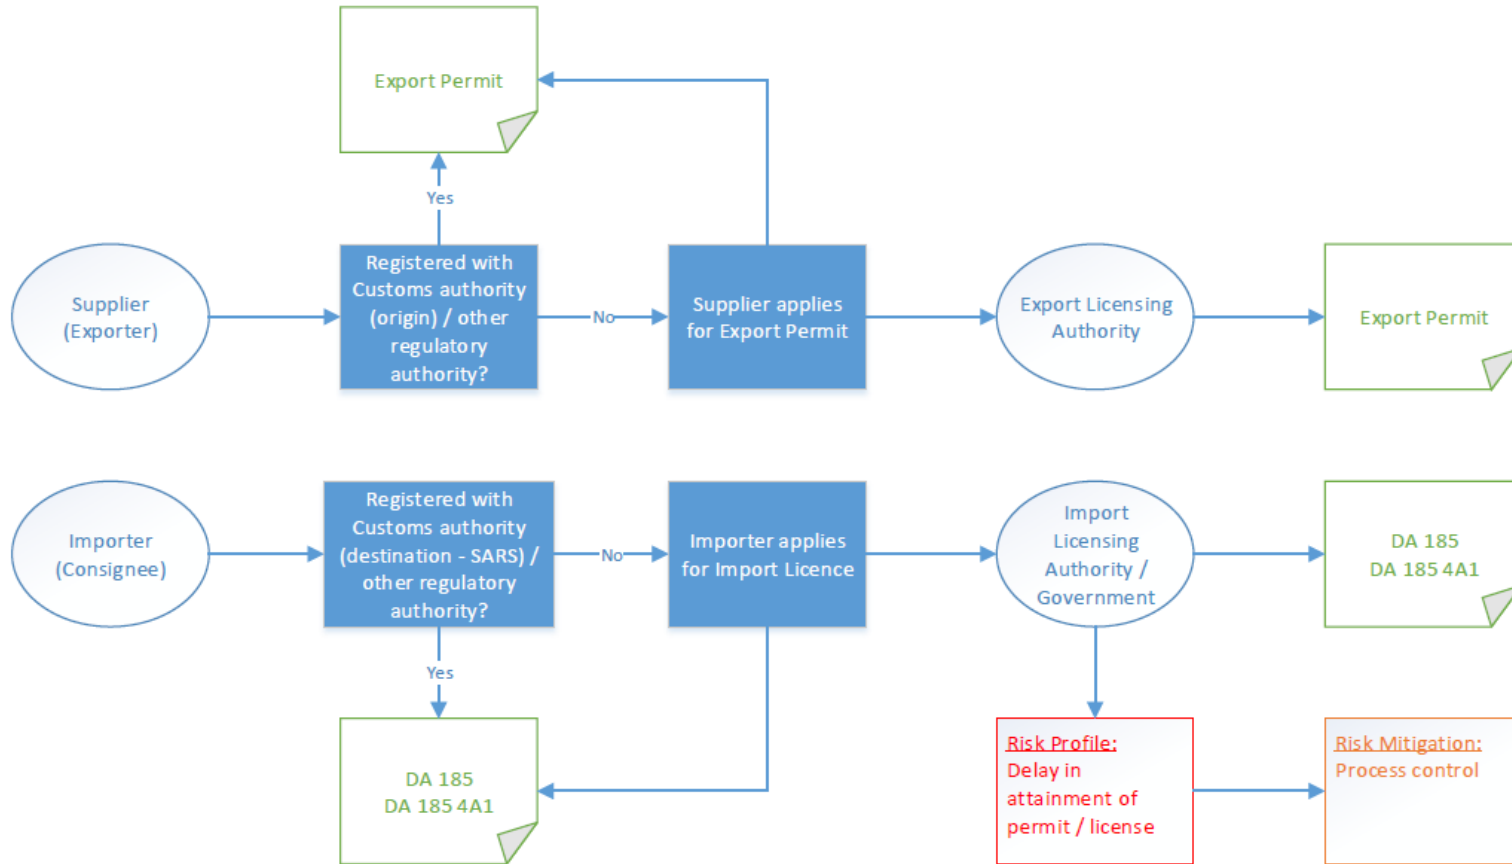 Export Permit
Yes
Supplier
(Exporter)
Registered with
Customs authority
(origin) / other
regulatory
authority?
No
Supplier applies
for Export Permit
Export Licensing
Authority
Export Permit
Importer
(Consignee)
Registered with
Customs authority
(destination - SARS) /
other regulatory
authority?
No
Importer applies
for Import Licence
Import
Licensing
Authority /
Government
DA 185
DA 185 4A1
Yes
DA 185
DA 185 4A1
Risk Profile:
Delay in
attainment of
permit / license
Risk Mitigation:
Process control